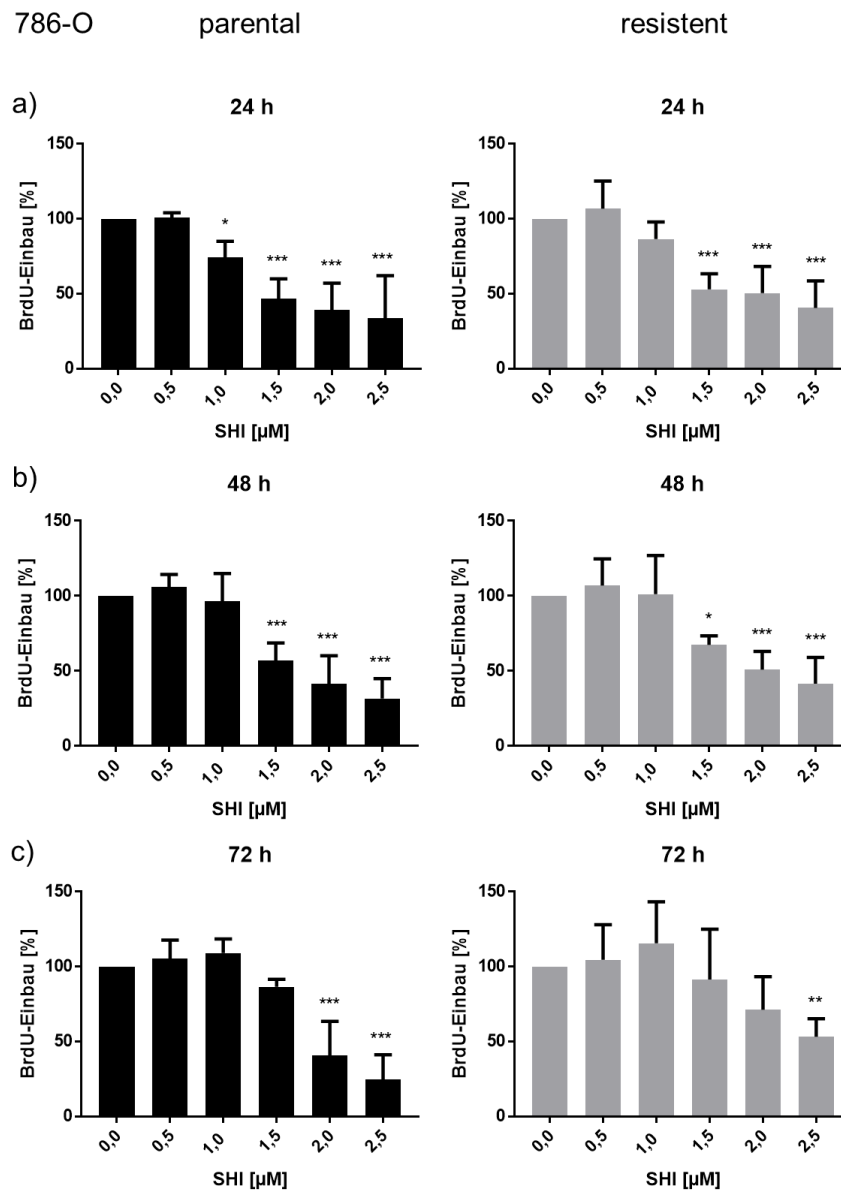 786-O parental resistent
a)
24 h
150
100
50
0
BrdU-Einbau [%]
*
***
***
***
0,0 0,5 1,0 1,5 2,0 2,5
SHI [µM]
24 h
150
100
50
0
BrdU-Einbau [%]
***
***
***
0,0 0,5 1,0 1,5 2,0 2,5
SHI [µM]
b)
48 h
150
100
50
0
BrdU-Einbau [%]
***
***
***
0,0 0,5 1,0 1,5 2,0 2,5
SHI [µM]
48 h
150
100
50
0
BrdU-Einbau [%]
*
***
***
0,0 0,5 1,0 1,5 2,0 2,5
SHI [µM]
c)
72 h
150
100
50
0
BrdU-Einbau [%]
***
***
0,0 0,5 1,0 1,5 2,0 2,5
SHI [µM]
72 h
150
100
50
0
BrdU-Einbau [%]
**
0,0 0,5 1,0 1,5 2,0 2,5
SHI [µM]